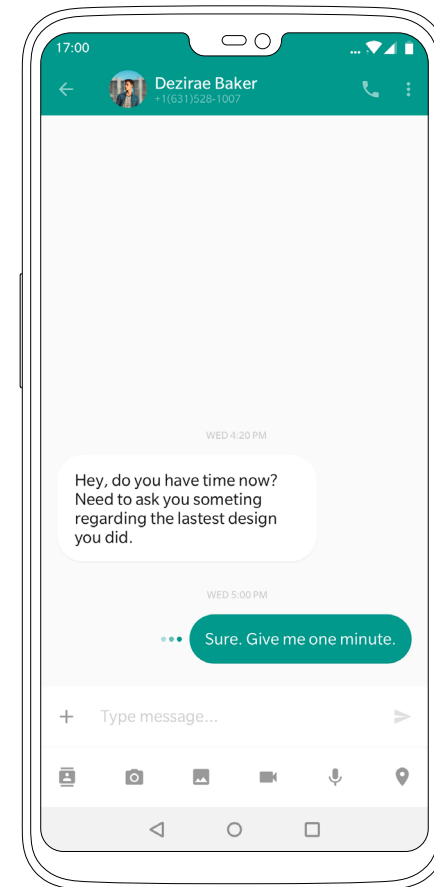 17:00
Dezirae Baker
+1(631)528-1007
WED 4:20 PM
Hey, do you have time now?
Need to ask you someting
regarding the lastest design
you did.
WED 5:00 PM
Sure. Give me one minute.
Type message...